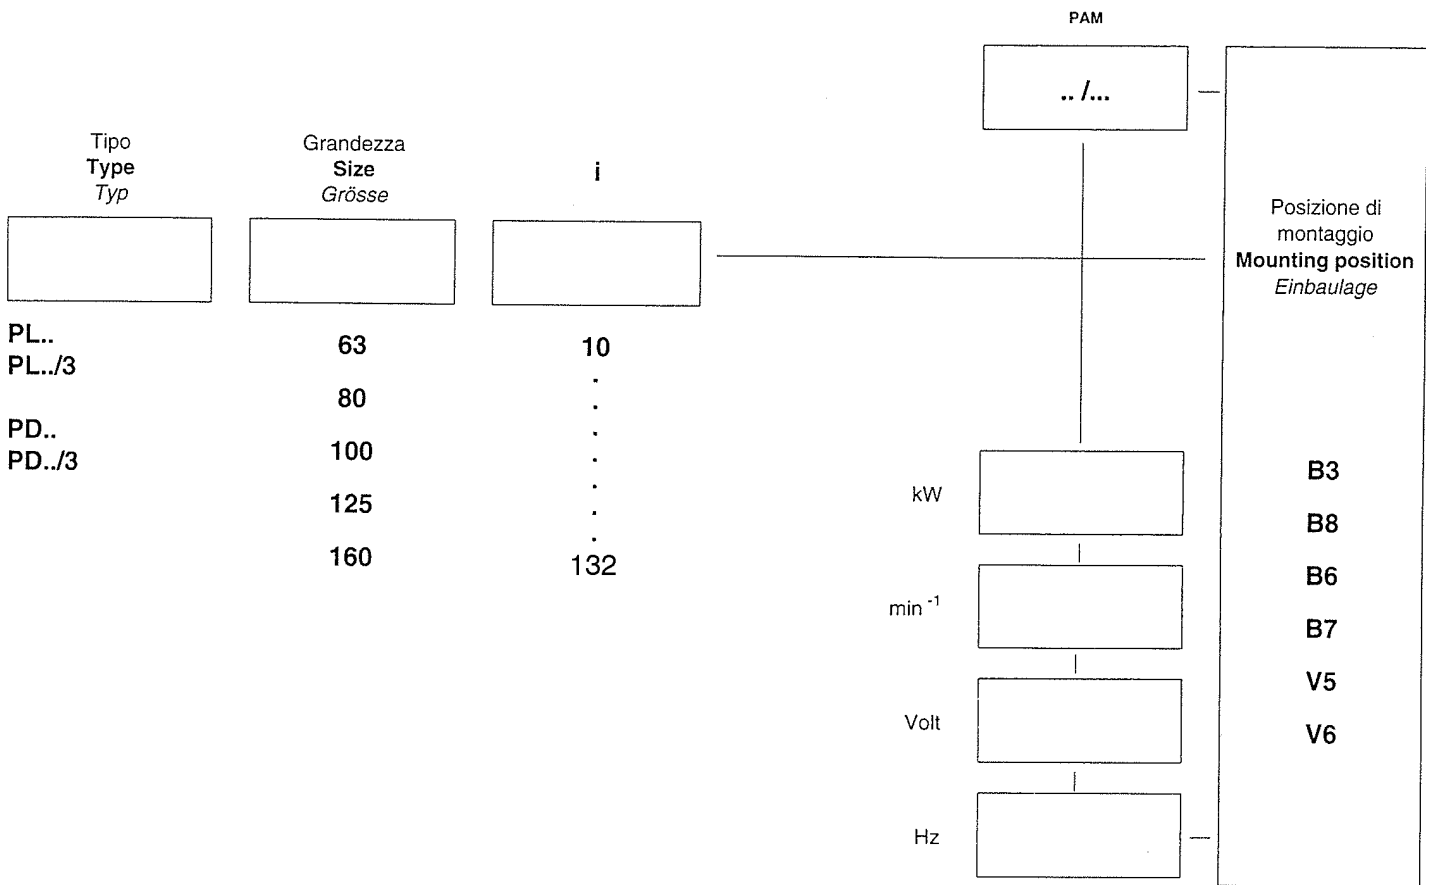 PAM
.. /...
Tipo
Type
Typ
Grandezza
Size
Grösse
i
Posizione di
montaggio
Mounting position
Einbaulage
PL..
PL../3
PD..
PD../3
63
80
100
125
160
10
.
.
.
.
.
.
.
132
kW
min -1
Volt
Hz
B3
B8
B6
B7
V5
V6